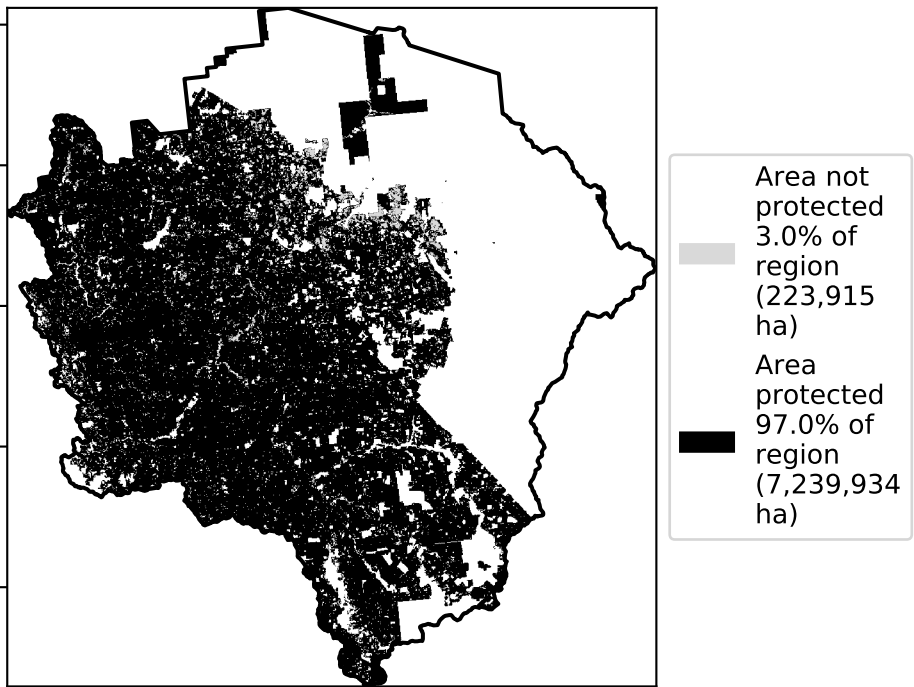 Area not
protected
3.0% of
region
(223,915
ha)
Area
protected
97.0% of
region
(7,239,934
ha)